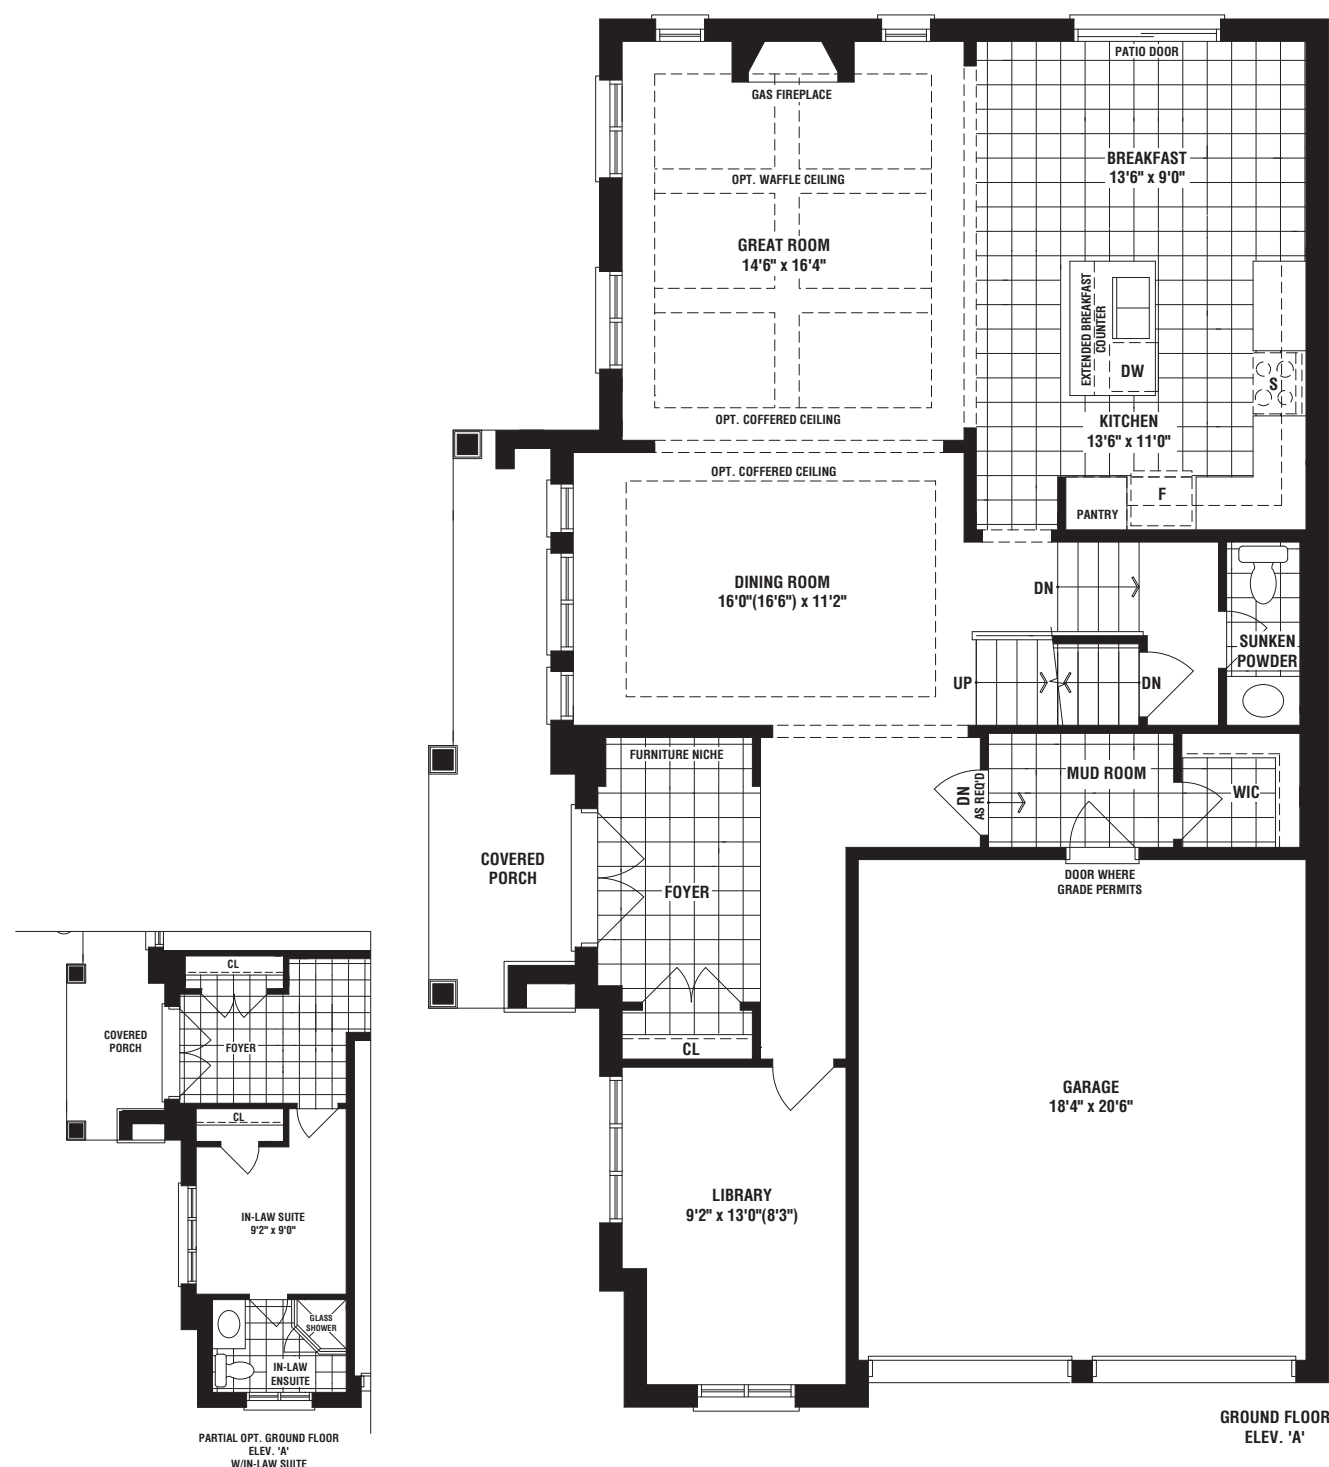 PATIO DOOR
GAS FIREPLACE
BREAKFAST
13'6" x 9'0"
OPT. WAFFLE CEILING
GREAT ROOM
14'6" x 16'4"
EXTENDED BREAKFAST
COUNTER
DW
S
OPT. COFFERED CEILING
KITCHEN
13'6" x 11'0"
OPT. COFFERED CEILING
F
PANTRY
DINING ROOM
16'0"(16'6") x 11'2"
DN
SUNKEN
POWDER
UP
DN
FURNITURE NICHE
MUD ROOM
DN
AS REQ'D
WIC
COVERED
PORCH
FOYER
DOOR WHERE
GRADE PERMITS
CL
GARAGE
18'4" x 20'6"
LIBRARY
9'2" x 13'0"(8'3")
GROUND FLOOR
ELEV. 'A'
CL
COVERED
PORCH
FOYER
CL
IN-LAW SUITE
9'2" x 9'0"
GLASS
SHOWER
IN-LAW
ENSUITE
PARTIAL OPT. GROUND FLOOR
ELEV. 'A'
W/IN-LAW SUITE